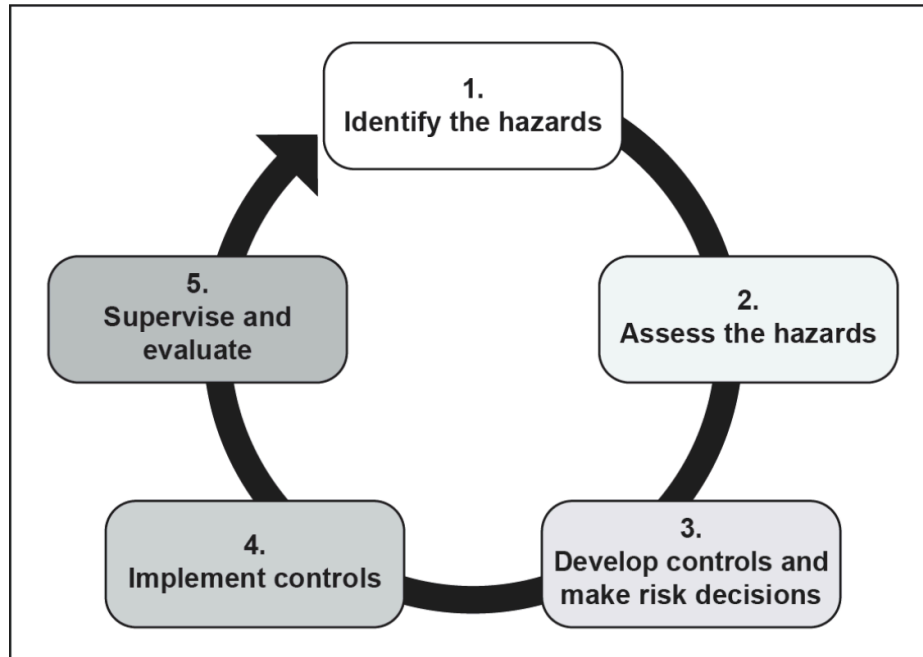 1.
Identify the hazards
2.
Assess the hazards
3.
Develop controls and
make risk decisions
4.
Implement controls
5.
Supervise and
evaluate